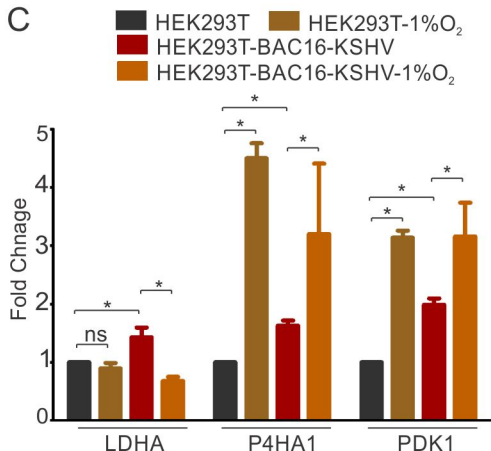 C
HEK293T HEK293T-1%O₂
HEK293T-BAC16-KSHV
HEK293T-BAC16-KSHV-1%O₂
Fold Chnage
5
4
3
2
1
0
* * *
* *
* *
* *
ns
LDHA P4HA1 PDK1